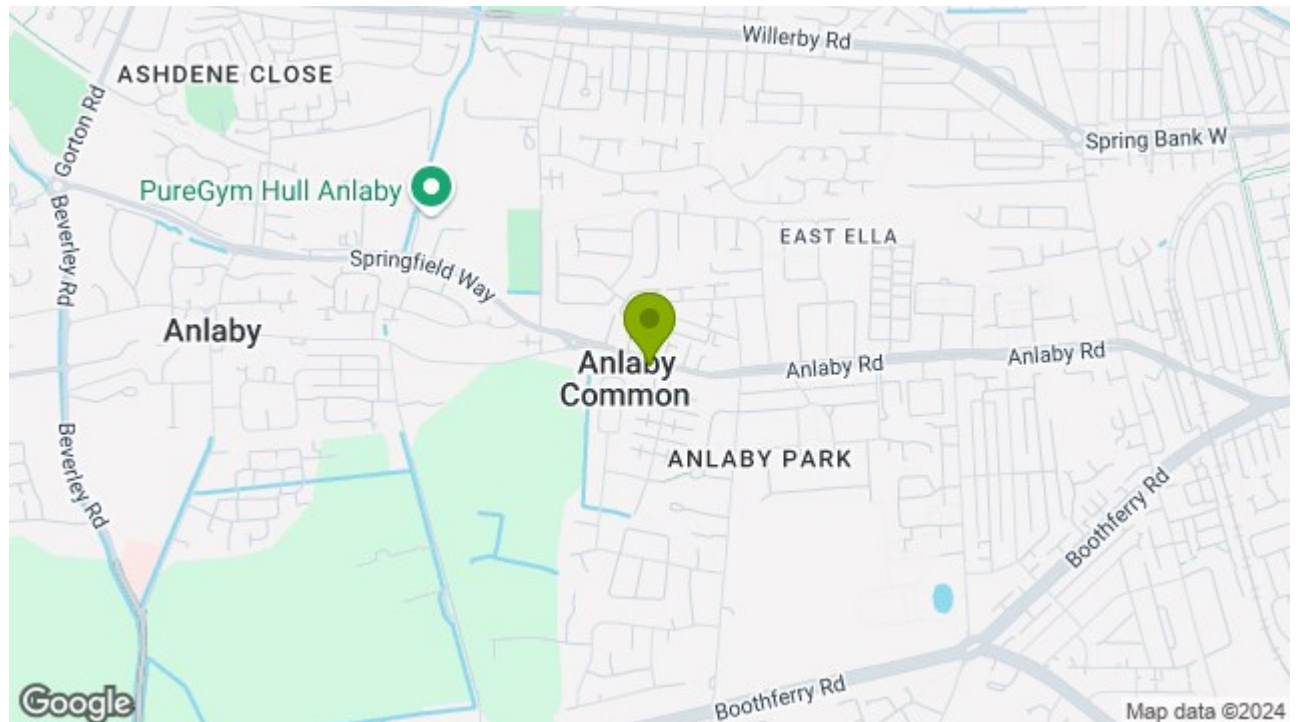 Willerby Rd
ASHDENE CLOSE
Gorton Rd
Spring Bank W
PureGym Hull Anlaby
Beverley Rd
EAST ELLA
Springfield Way
Anlaby
Anlaby
Common
Anlaby Rd
Anlaby Rd
ANLABY PARK
Beverley Rd
Boothferry Rd
Boothferry Rd
Google
Map data ©2024